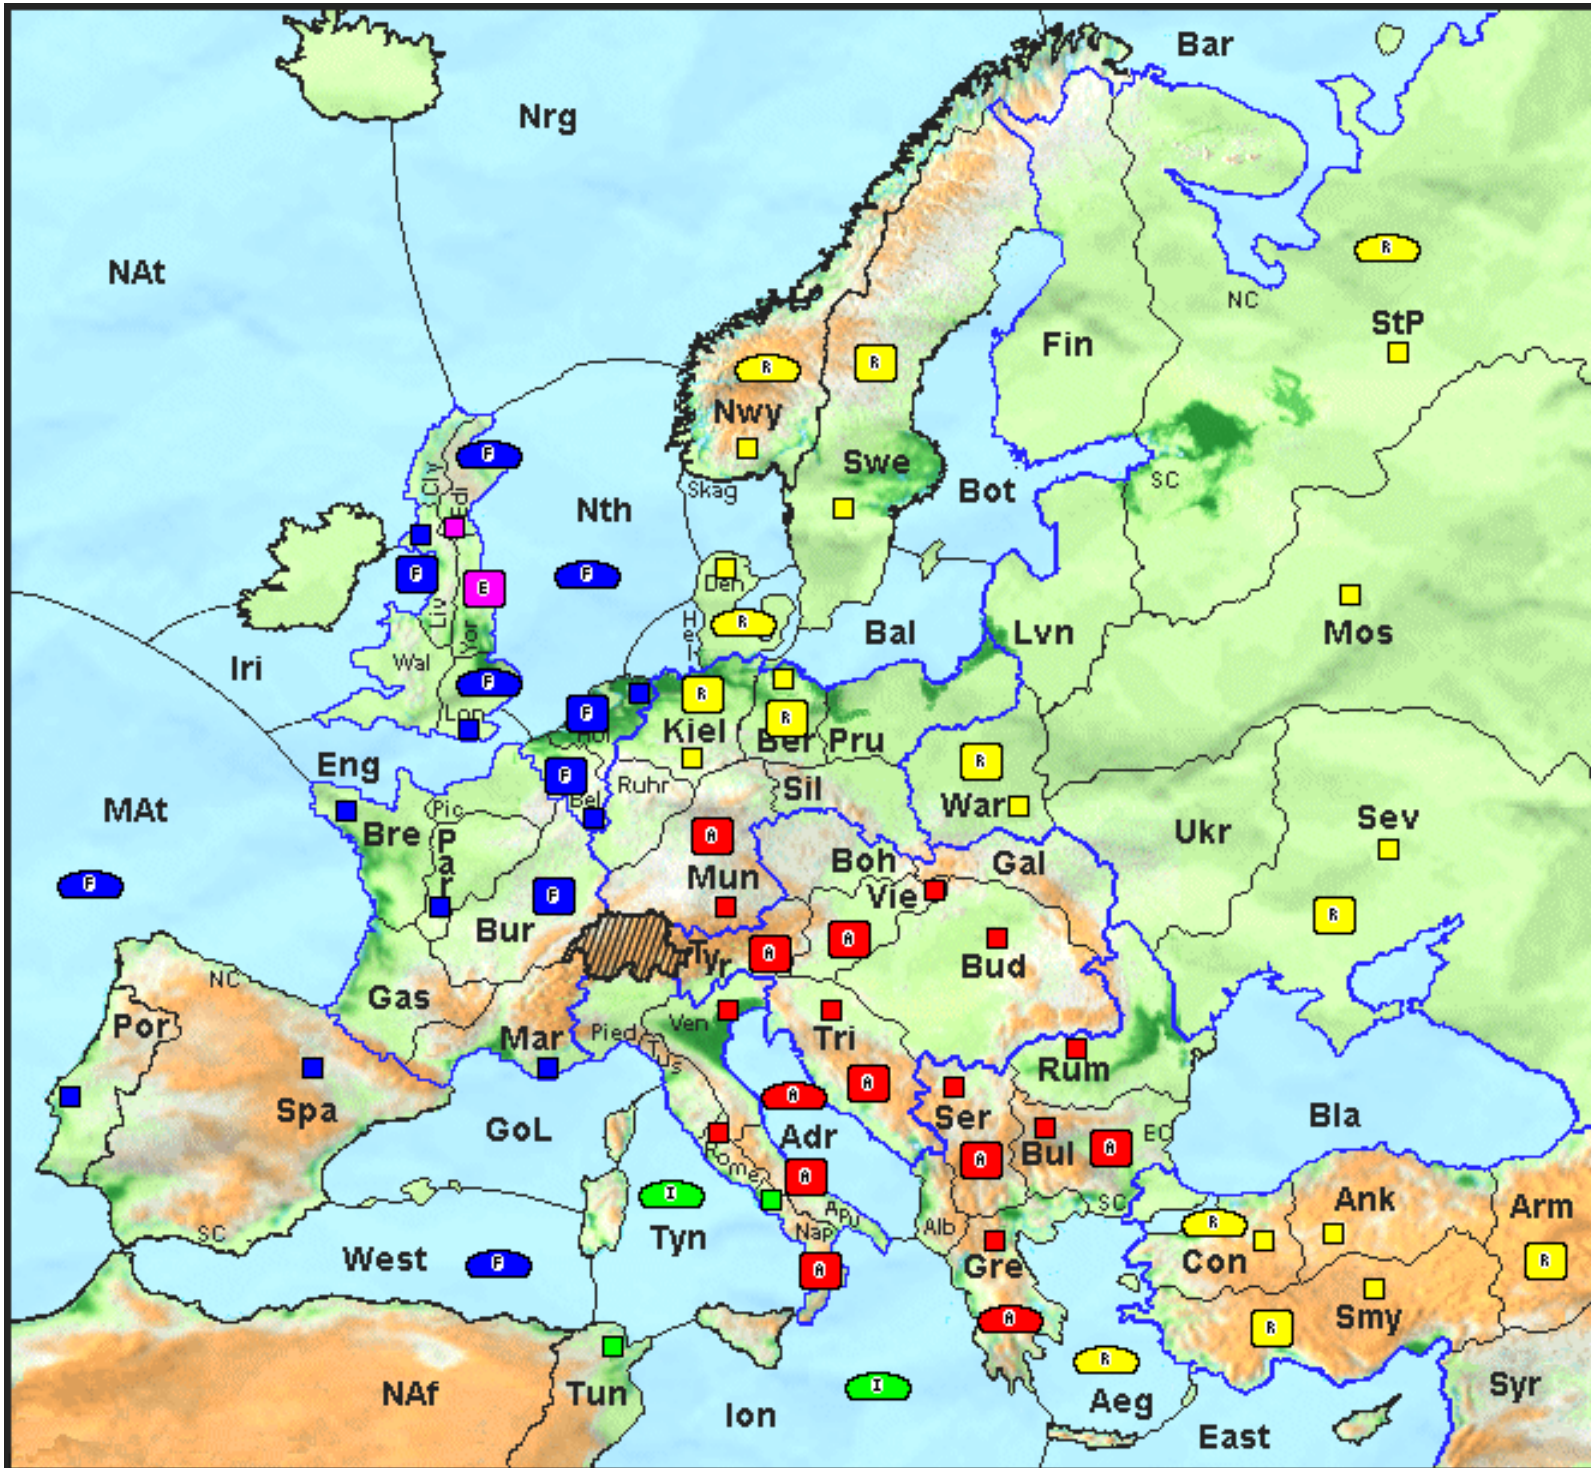 Bar
Nrg
NAt
R
NC
StP
R
R
Fin
Nwy
F
Swe
Cly
Edi
SC
Skag
Bot
Nth
F
F
E
Den
Hel
R
Liv
Yor
Wal
Iri
Bal
Lvn
Mos
F
Lon
F
Hol
R
Kiel
R
Ber
Pru
Eng
F
Bel
Ruhr
Sil
R
War
MAt
Pic
Bre
Par
A
Mun
Boh
Gal
Ukr
Sev
F
F
Bur
Vie
R
A
A
Tyr
Bud
NC
Gas
Por
Mar
Pied
Tus
Ven
Tri
Rum
Spa
GoL
A
A
Ser
Adr
Bul
EC
Bla
A
A
Rome
A
I
Apu
SC
Ank
Arm
SC
Tyn
Nap
Alb
R
Con
West
F
A
Gre
R
A
R
Smy
R
NAf
Tun
I
Aeg
Syr
Ion
East